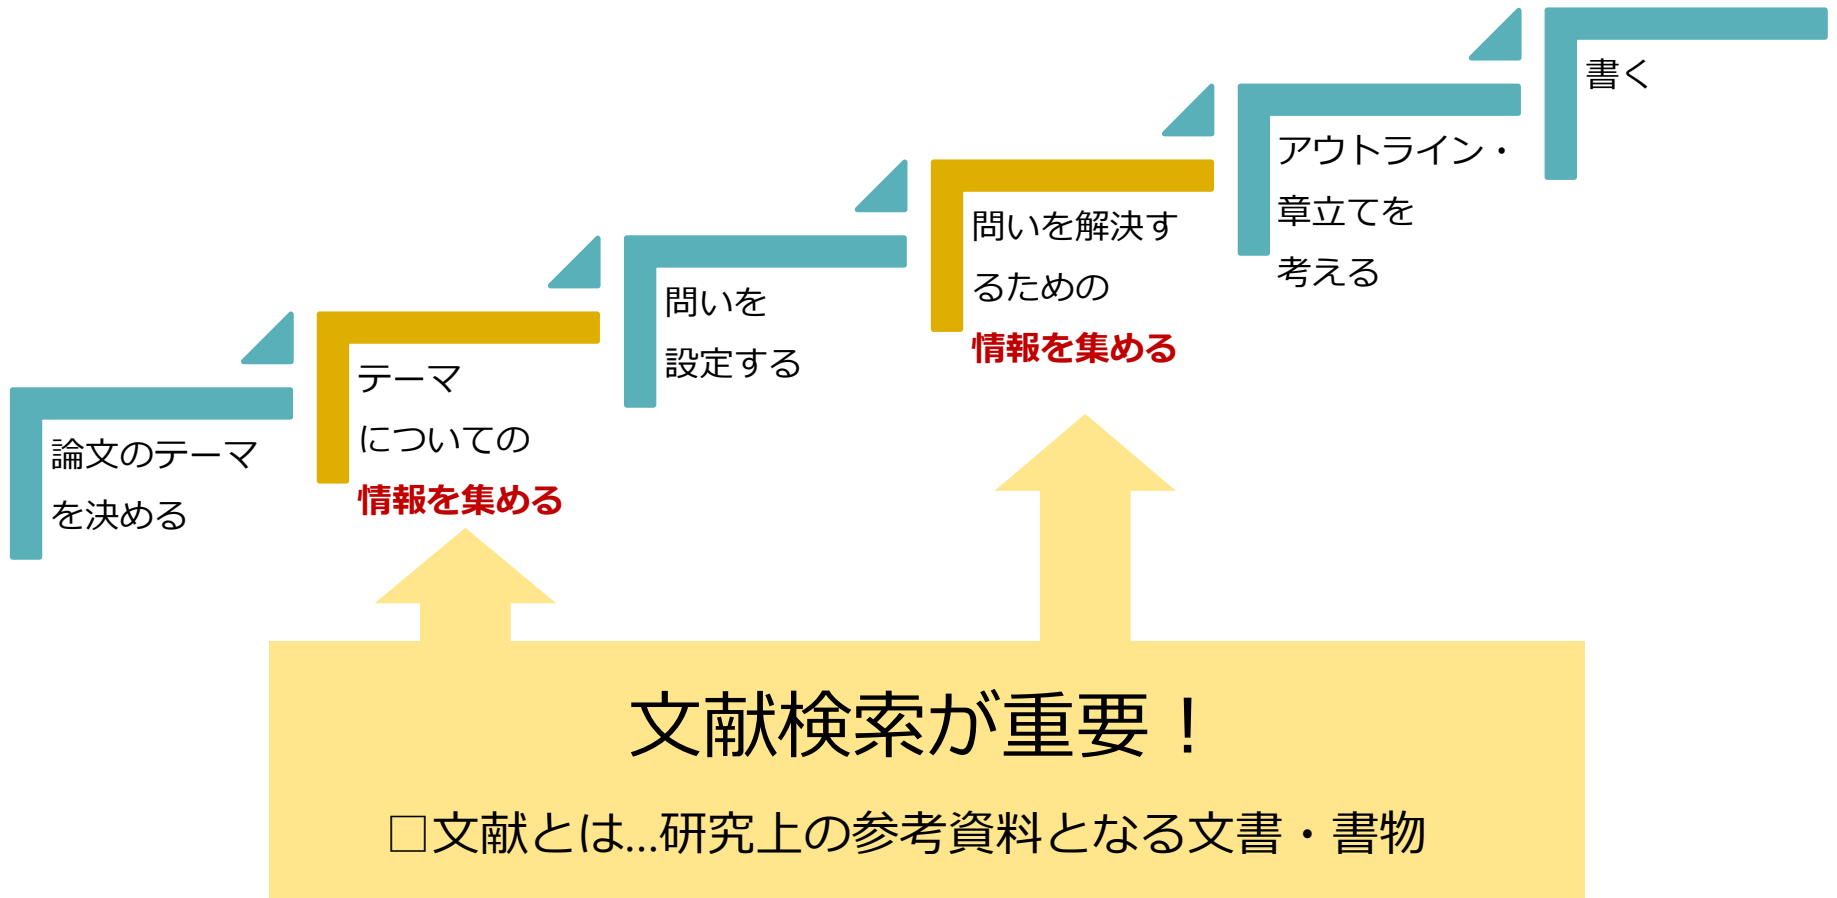 論文のテーマ
を決める
テーマ
についての
情報を集める
問いを
設定する
問いを解決す
るための
情報を集める
アウトライン・
章立てを
考える
書く
文献検索が重要！
□文献とは…研究上の参考資料となる文書・書物